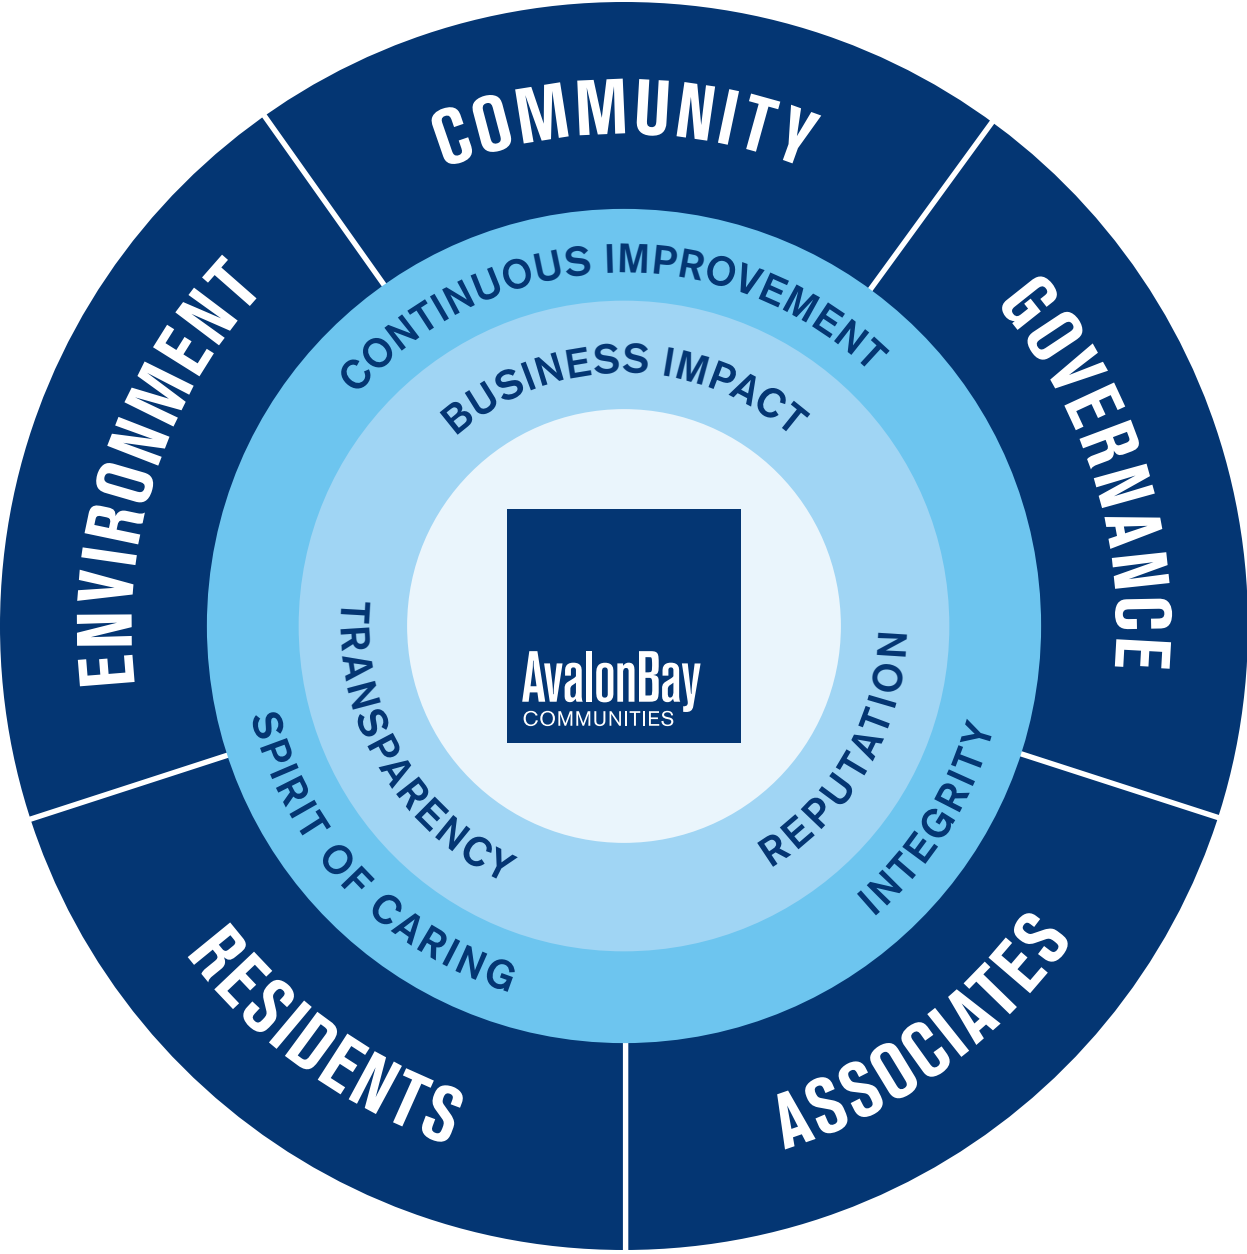 COMMUNITY
GOVERNANCE
ASSOCIATES
RESIDENTS
ENVIRONMENT
CONTINUOUS IMPROVEMENT
INTEGRITY
SPIRIT OF CARING
BUSINESS IMPACT
REPUTATION
TRANSPARENCY
AvalonBay
COMMUNITIES